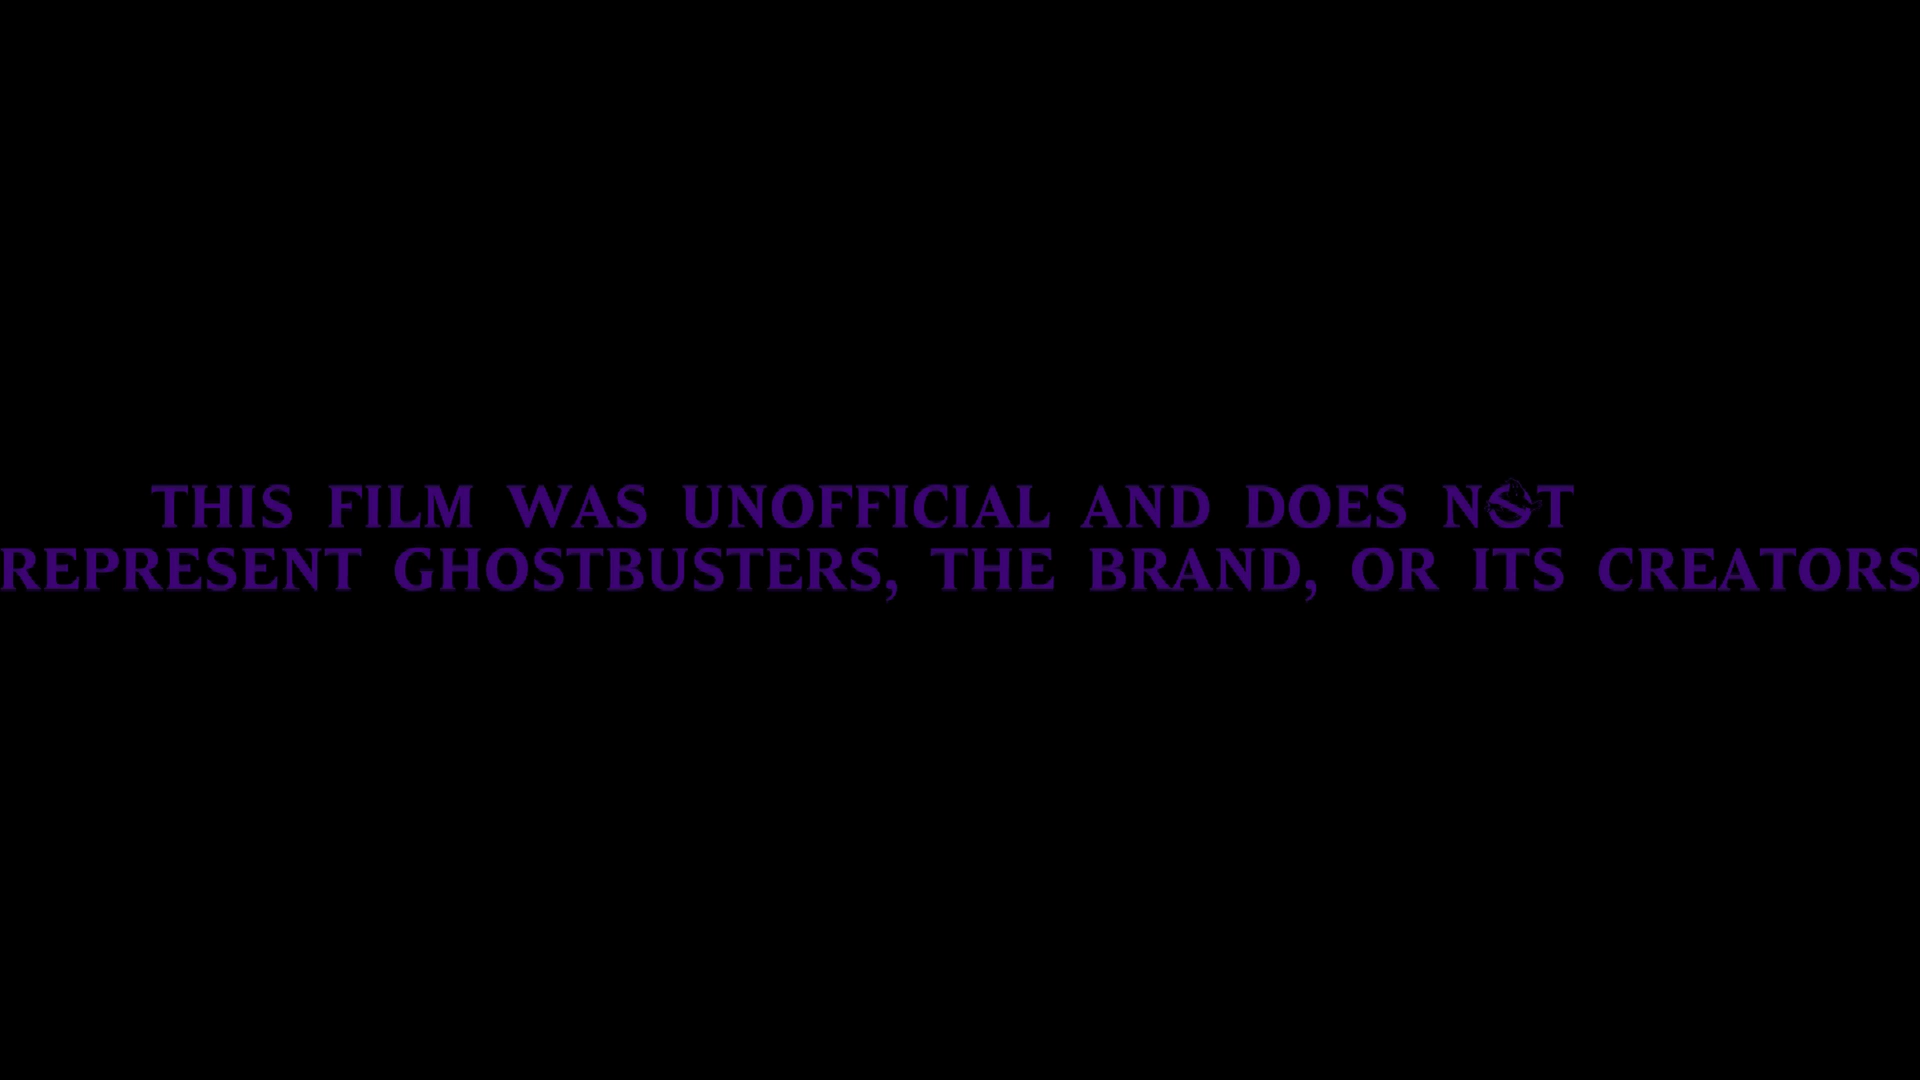 THIS FILM WAS UNOFFICIAL AND DOES NOT
REPRESENT GHOSTBUSTERS, THE BRAND, OR ITS CREATORS